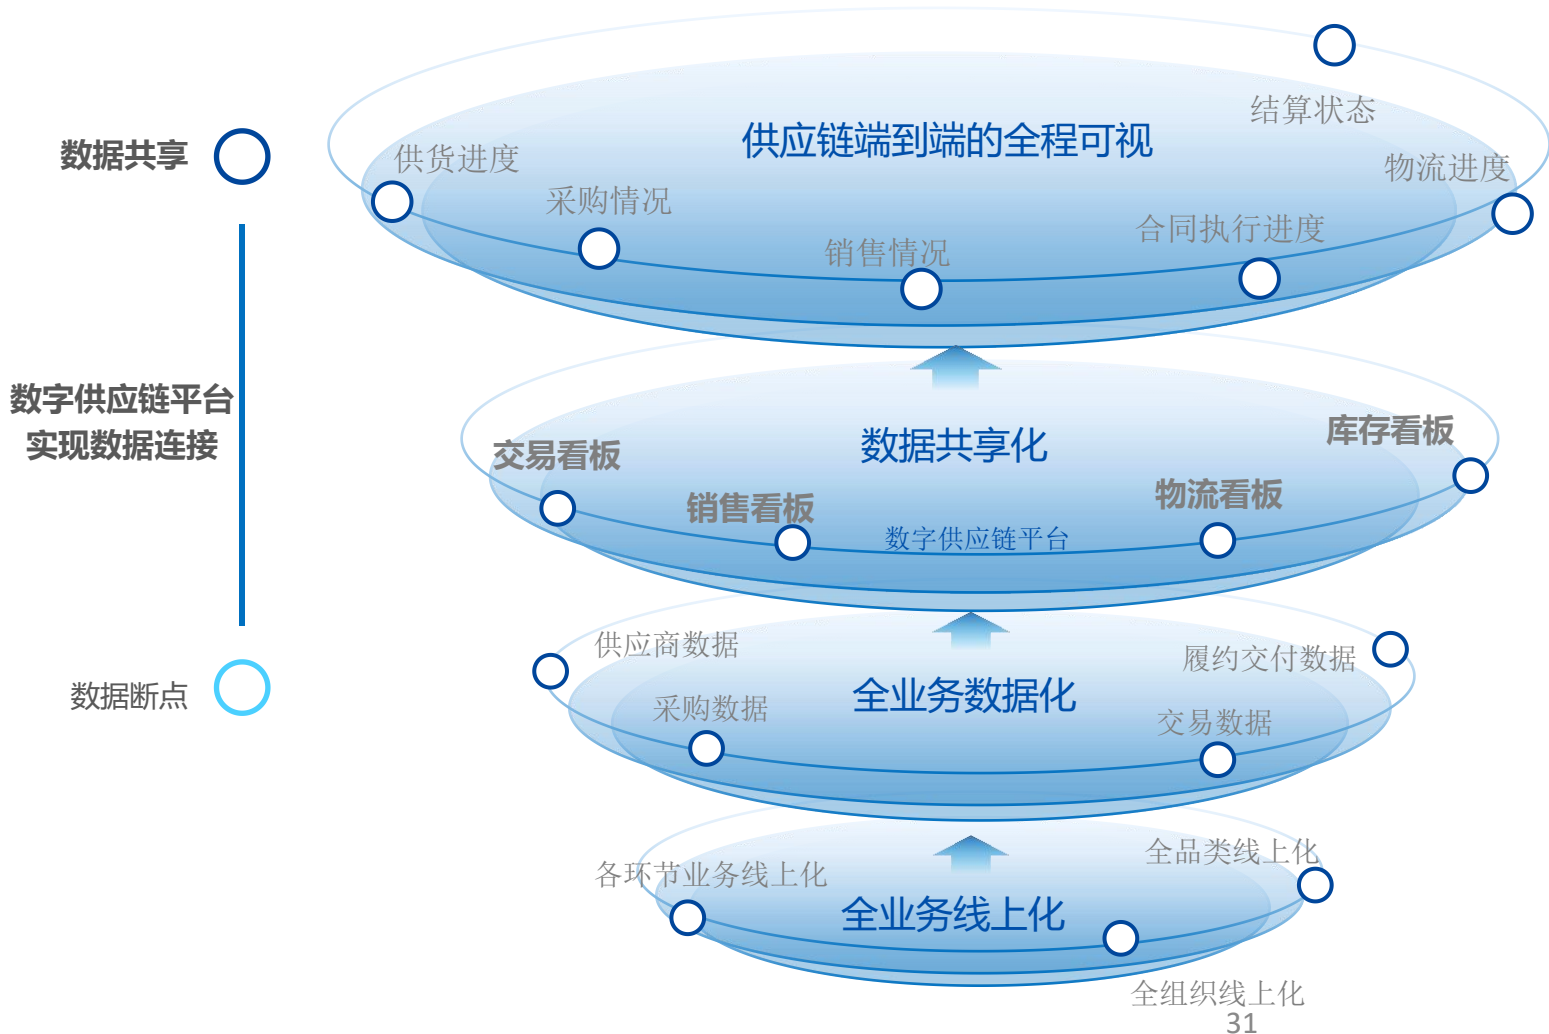 结算状态
供应链端到端的全程可视
数据共享
供货进度
物流进度
采购情况
合同执行进度
销售情况
数字供应链平台
实现数据连接
数据共享化
库存看板
交易看板
销售看板
物流看板
数字供应链平台
供应商数据
履约交付数据
数据断点
全业务数据化
采购数据
交易数据
全品类线上化
各环节业务线上化
全业务线上化
全组织线上化
31